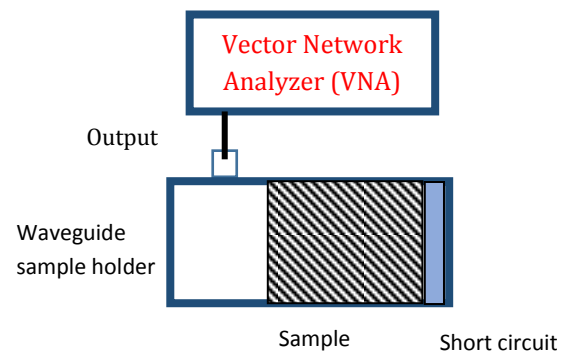 Vector Network
Analyzer (VNA)
Output
Waveguide
sample holder
Sample
Short circuit